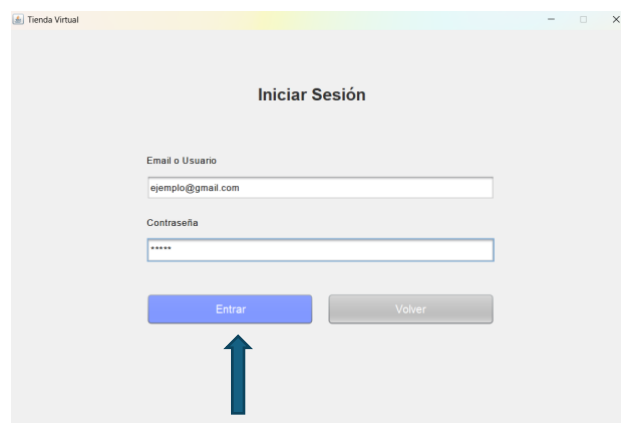 Tienda Virtual
Iniciar Sesión
Email o Usuario
ejemplo@gmail.com
Contraseña
*****
Entrar Volver